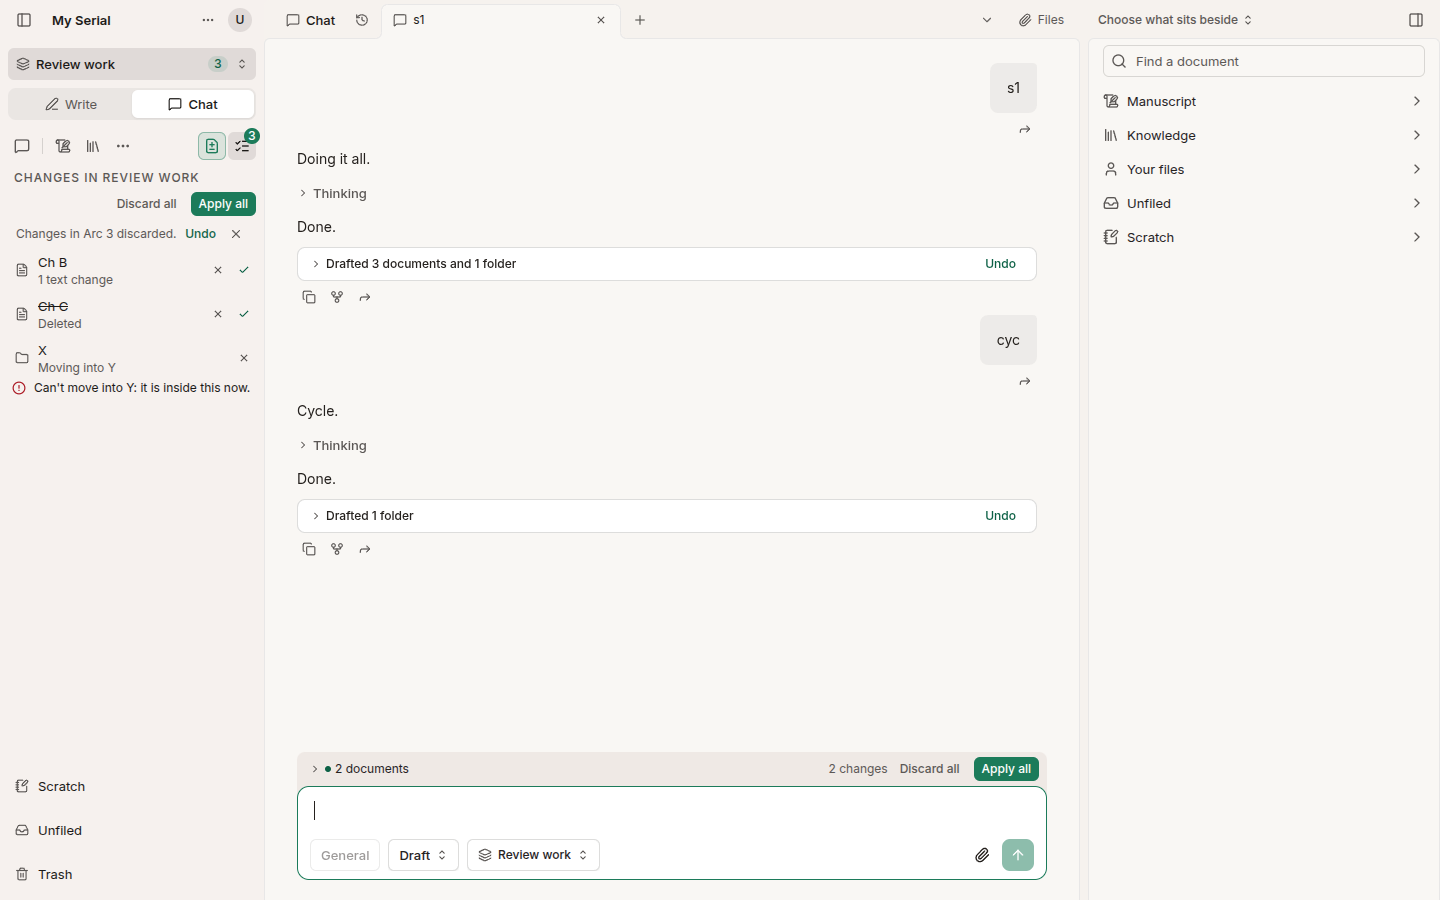 My Serial
U
Review work
3
Write
Chat
3
CHANGES IN REVIEW WORK
Discard all
Apply all
Changes in Arc 3 discarded.
Undo
Ch B
1 text change
Ch C
Deleted
X
Moving into Y
Can't move into Y: it is inside this now.
Scratch
Unfiled
Trash
Chat
s1
Files
s1
Doing it all.
Thinking
Done.
Drafted 3 documents and 1 folder
Undo
cyc
Cycle.
Thinking
Done.
Drafted 1 folder
Undo
2 documents
2 changes
Discard all
Apply all
General
Draft
Review work
Choose what sits beside
Find a document
Manuscript
Knowledge
Your files
Unfiled
Scratch